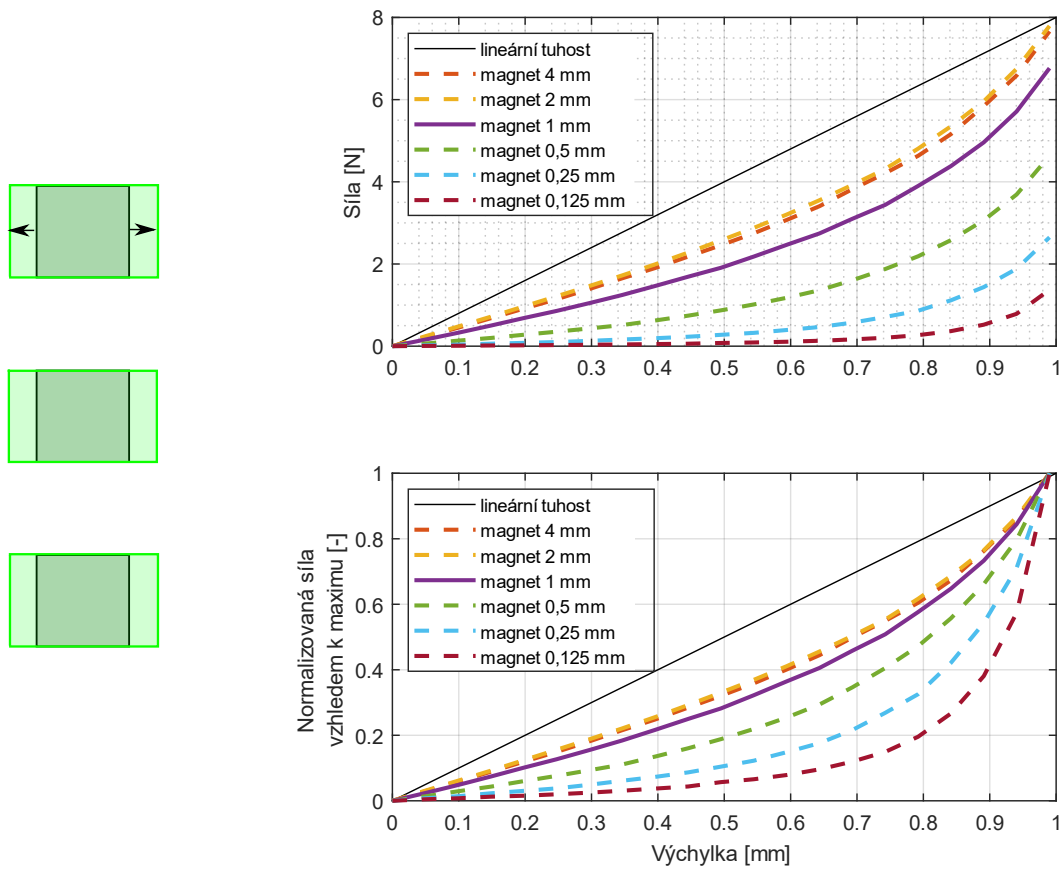 8
6
4
2
0
Síla [N]
lineární tuhost
magnet 4 mm
magnet 2 mm
magnet 1 mm
magnet 0,5 mm
magnet 0,25 mm
magnet 0,125 mm
0 0.1 0.2 0.3 0.4 0.5 0.6 0.7 0.8 0.9 1
1
0.8
0.6
0.4
0.2
0
Normalizovaná síla
vzhledem k maximu [-]
lineární tuhost
magnet 4 mm
magnet 2 mm
magnet 1 mm
magnet 0,5 mm
magnet 0,25 mm
magnet 0,125 mm
0 0.1 0.2 0.3 0.4 0.5 0.6 0.7 0.8 0.9 1
Výchylka [mm]